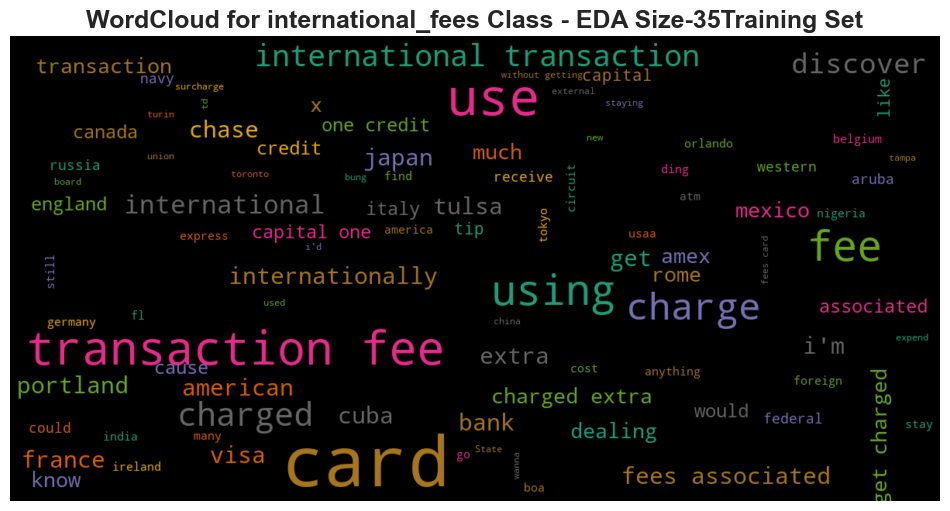 WordCloud for international_fees Class - EDA Size-35Training Set
international transaction
transaction
discover
navy
without getting
capital
surcharge
use
external
like
td
x
staying
turin
canada
chase
one credit
new
credit
japan
much
orlando
belgium
union
russia
board
toronto
bung
find
receive
circuit
ding
western
aruba
tampa
england
international
italy
tulsa
atm
mexico
nigeria
tokyo
express
capital one
america
tip
usaa
i'd
fee
still
get
amex
fees card
internationally
rome
using
charge
associated
used
germany
fl
china
transaction fee
extra
i'm
expend
cause
cost
anything
portland
american
foreign
charged extra
charged
cuba
would
federal
get charged
bank
stay
could
india
many
dealing
france
visa
card
go
State
wanna
ireland
know
fees associated
boa